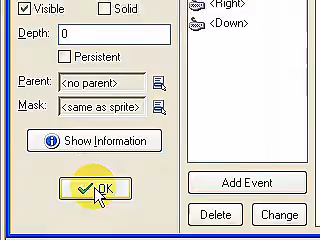 Visible Solid
Depth: 0
Persistent
Parent: <no parent>
Mask: <same as sprite>
Show Information
OK
<Right>
<Down>
Add Event
Delete Change